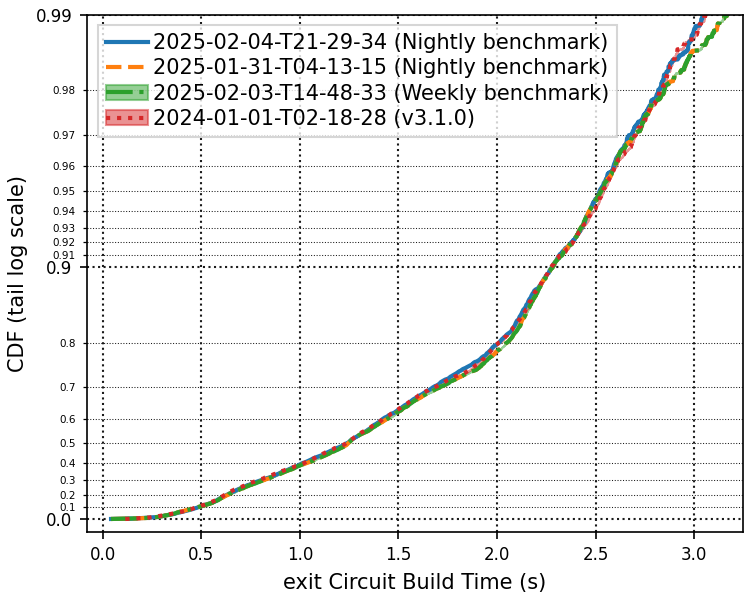 0.99
2025-02-04-T21-29-34 (Nightly benchmark)
2025-01-31-T04-13-15 (Nightly benchmark)
2025-02-03-T14-48-33 (Weekly benchmark)
2024-01-01-T02-18-28 (v3.1.0)
0.98
0.97
0.96
0.95
0.94
0.93
0.92
0.91
0.9
0.8
0.7
0.6
0.5
0.4
0.3
0.2
0.1
0.0
CDF (tail log scale)
0.0 0.5 1.0 1.5 2.0 2.5 3.0
exit Circuit Build Time (s)